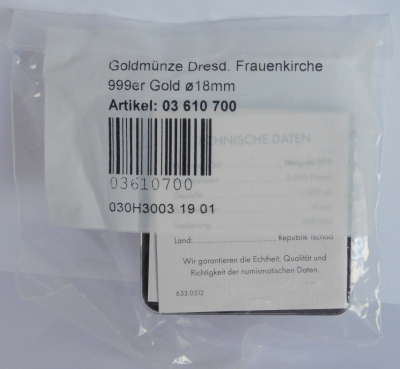 Goldmünze Dresd. Frauenkirche
999er Gold ø18mm
Artikel: 03 610 700
TECHNISCHE DATEN
03610700
030H3003 19 01
Land: Republik Tschad
Wir garantieren die Echtheit, Qualität und
Richtigkeit der numismatischen Daten.
633.0512